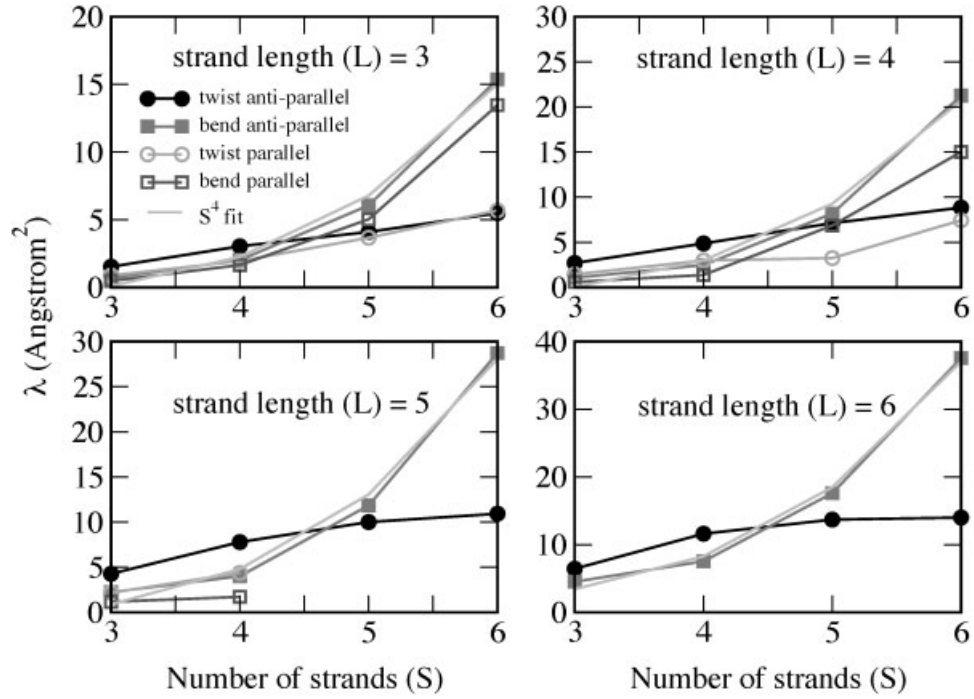 20
15
10
5
0
strand length (L) = 3
twist anti-parallel
bend anti-parallel
twist parallel
bend parallel
S⁴ fit
3 4 5 6
30
25
20
15
10
5
0
strand length (L) = 4
3 4 5 6
λ (Angstrom²)
30
25
20
15
10
5
0
strand length (L) = 5
3 4 5 6
40
30
20
10
0
strand length (L) = 6
3 4 5 6
Number of strands (S)
Number of strands (S)